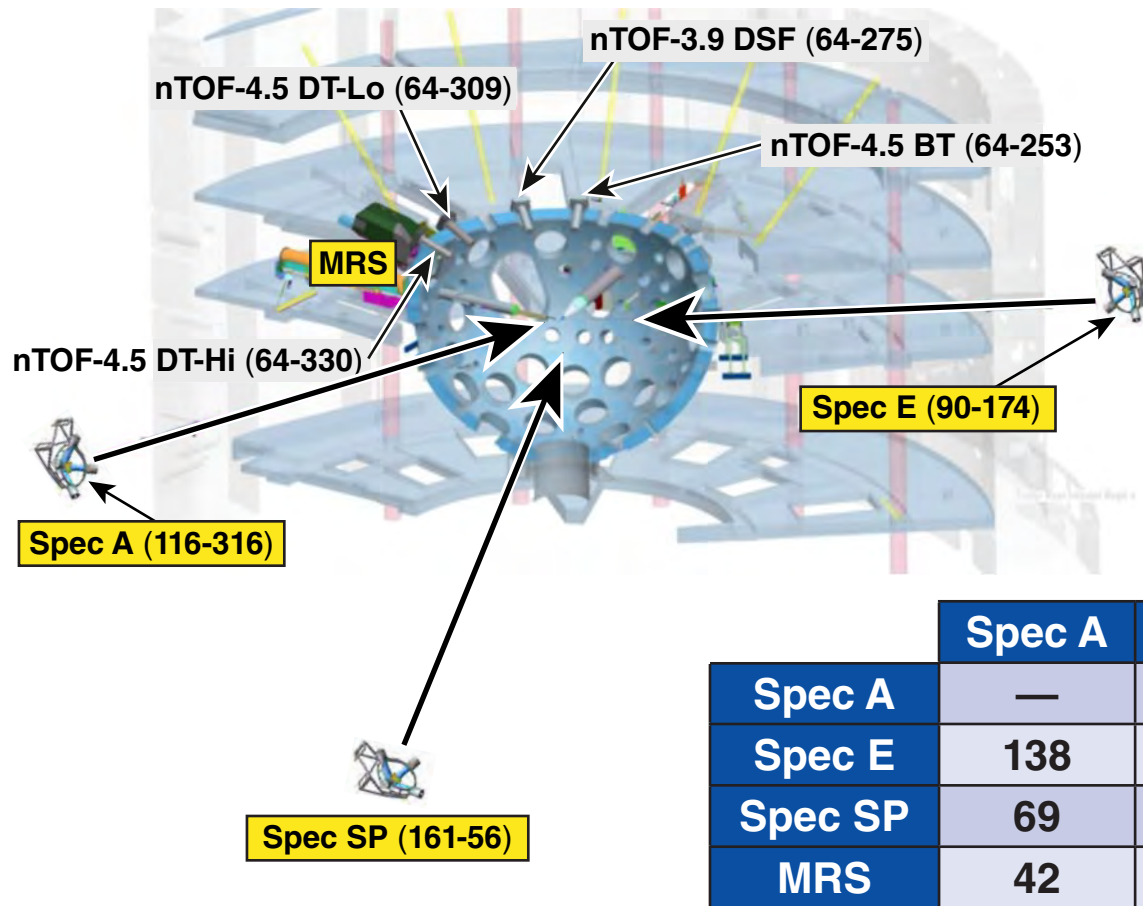 nTOF-3.9 DSF (64-275)
nTOF-4.5 DT-Lo (64-309)
nTOF-4.5 BT (64-253)
MRS
nTOF-4.5 DT-Hi (64-330)
Spec E (90-174)
Spec A (116-316)
Spec SP (161-56)
Spec A
Spec A —
Spec E 138
Spec SP 69
MRS 42